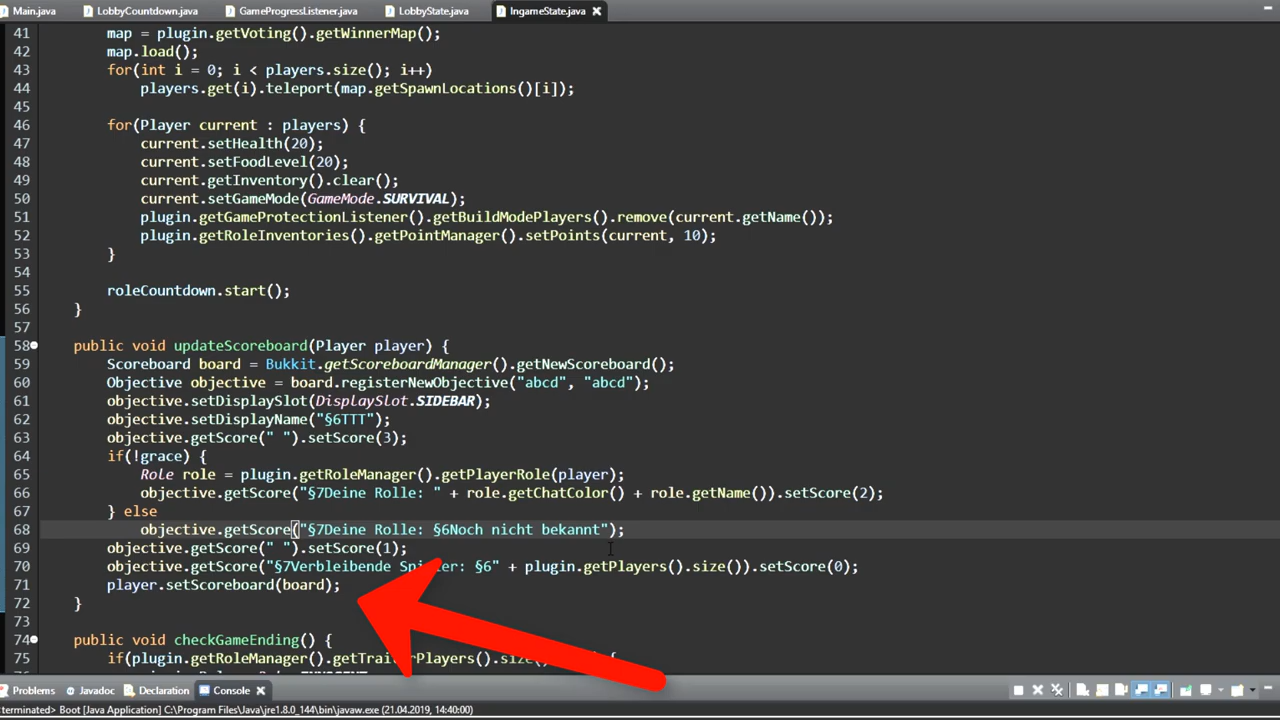 Main.java LobbyCountdown.java GameProgressListener.java LobbyState.java IngameState.java
41 map = plugin.getVoting().getWinnerMap();
42 map.load();
43 for(int i = 0; i < players.size(); i++)
44 players.get(i).teleport(map.getSpawnLocations()[i]);
45
46 for(Player current : players) {
47 current.setHealth(20);
48 current.setFoodLevel(20);
49 current.getInventory().clear();
50 current.setGameMode(GameMode.SURVIVAL);
51 plugin.getGameProtectionListener().getBuildModePlayers().remove(current.getName());
52 plugin.getRoleInventories().getPointManager().setPoints(current, 10);
53 }
54
55 roleCountdown.start();
56 }
57
58 public void updateScoreboard(Player player) {
59 Scoreboard board = Bukkit.getScoreboardManager().getNewScoreboard();
60 Objective objective = board.registerNewObjective("abcd", "abcd");
61 objective.setDisplaySlot(DisplaySlot.SIDEBAR);
62 objective.setDisplayName("§6TTT");
63 objective.getScore(" ").setScore(3);
64 if(!grace) {
65 Role role = plugin.getRoleManager().getPlayerRole(player);
66 objective.getScore("§7Deine Rolle: " + role.getChatColor() + role.getName()).setScore(2);
67 } else
68 objective.getScore("§7Deine Rolle: §6Noch nicht bekannt");
69 objective.getScore(" ").setScore(1);
70 objective.getScore("§7Verbleibende §6" + plugin.getPlayers().size()).setScore(0);
71 player.setScoreboard(board);
72 }
73
74 public void checkGameEnding() {
75 if(plugin.getRoleManager()
Problems Javadoc Declaration Console
<terminated> Boot [Java Application] C:\Program Files\Java\jre1.8.0_144\bin\javaw.exe (21.04.2019, 14:40:00)